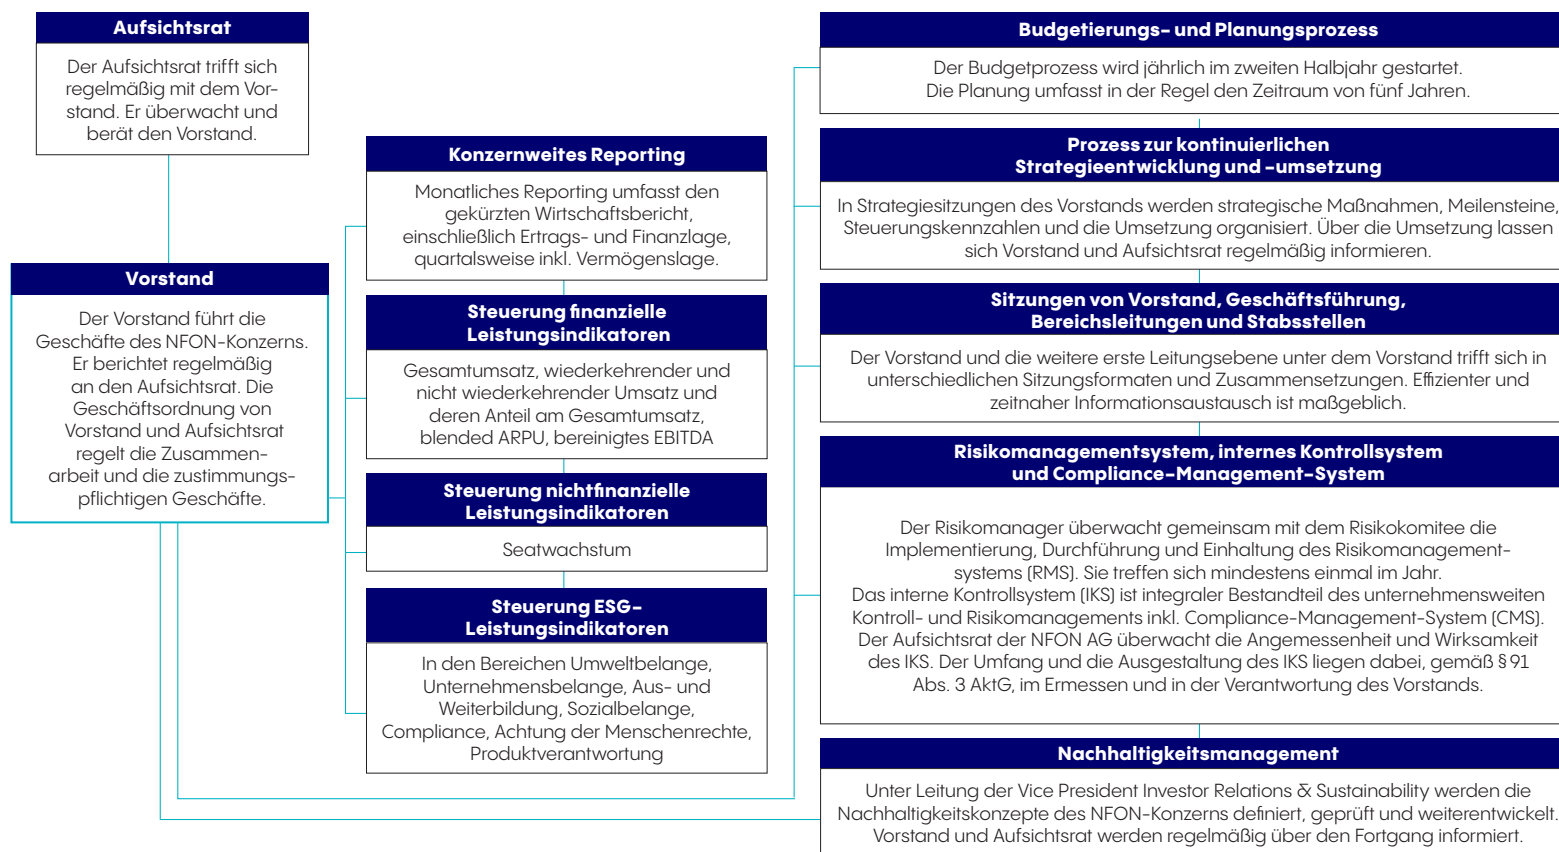 Aufsichtsrat
Der Aufsichtsrat trifft sich
regelmäßig mit dem Vor-
stand. Er überwacht und
berät den Vorstand.
Vorstand
Der Vorstand führt die
Geschäfte des NFON-Konzerns.
Er berichtet regelmäßig
an den Aufsichtsrat. Die
Geschäftsordnung von
Vorstand und Aufsichtsrat
regelt die Zusammen-
arbeit und die zustimmungs-
pflichtigen Geschäfte.
Konzernweites Reporting
Monatliches Reporting umfasst den
gekürzten Wirtschaftsbericht,
einschließlich Ertrags- und Finanzlage,
quartalsweise inkl. Vermögenslage.
Steuerung finanzielle
Leistungsindikatoren
Gesamtumsatz, wiederkehrender und
nicht wiederkehrender Umsatz und
deren Anteil am Gesamtumsatz,
blended ARPU, bereinigtes EBITDA
Steuerung nichtfinanzielle
Leistungsindikatoren
Seatwachstum
Steuerung ESG-
Leistungsindikatoren
In den Bereichen Umweltbelange,
Unternehmensbelange, Aus- und
Weiterbildung, Sozialbelange,
Compliance, Achtung der Menschenrechte,
Produktverantwortung
Budgetierungs- und Planungsprozess
Der Budgetprozess wird jährlich im zweiten Halbjahr gestartet.
Die Planung umfasst in der Regel den Zeitraum von fünf Jahren.
Prozess zur kontinuierlichen
Strategieentwicklung und -umsetzung
In Strategiesitzungen des Vorstands werden strategische Maßnahmen, Meilensteine,
Steuerungskennzahlen und die Umsetzung organisiert. Über die Umsetzung lassen
sich Vorstand und Aufsichtsrat regelmäßig informieren.
Sitzungen von Vorstand, Geschäftsführung,
Bereichsleitungen und Stabsstellen
Der Vorstand und die weitere erste Leitungsebene unter dem Vorstand trifft sich in
unterschiedlichen Sitzungsformaten und Zusammensetzungen. Effizienter und
zeitnaher Informationsaustausch ist maßgeblich.
Risikomanagementsystem, internes Kontrollsystem
und Compliance-Management-System
Der Risikomanager überwacht gemeinsam mit dem Risikokomitee die
Implementierung, Durchführung und Einhaltung des Risikomanagement-
systems (RMS). Sie treffen sich mindestens einmal im Jahr.
Das interne Kontrollsystem (IKS) ist integraler Bestandteil des unternehmensweiten
Kontroll- und Risikomanagements inkl. Compliance-Management-System (CMS).
Der Aufsichtsrat der NFON AG überwacht die Angemessenheit und Wirksamkeit
des IKS. Der Umfang und die Ausgestaltung des IKS liegen dabei, gemäß § 91
Abs. 3 AktG, im Ermessen und in der Verantwortung des Vorstands.
Nachhaltigkeitsmanagement
Unter Leitung der Vice President Investor Relations & Sustainability werden die
Nachhaltigkeitskonzepte des NFON-Konzerns definiert, geprüft und weiterentwickelt.
Vorstand und Aufsichtsrat werden regelmäßig über den Fortgang informiert.